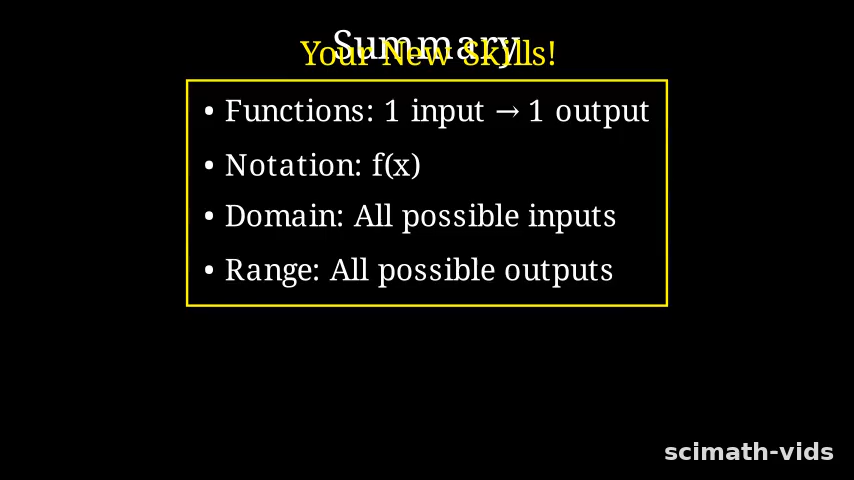 Summary
Your New Skills!
• Functions: 1 input → 1 output
• Notation: f(x)
• Domain: All possible inputs
• Range: All possible outputs
scimath-vids